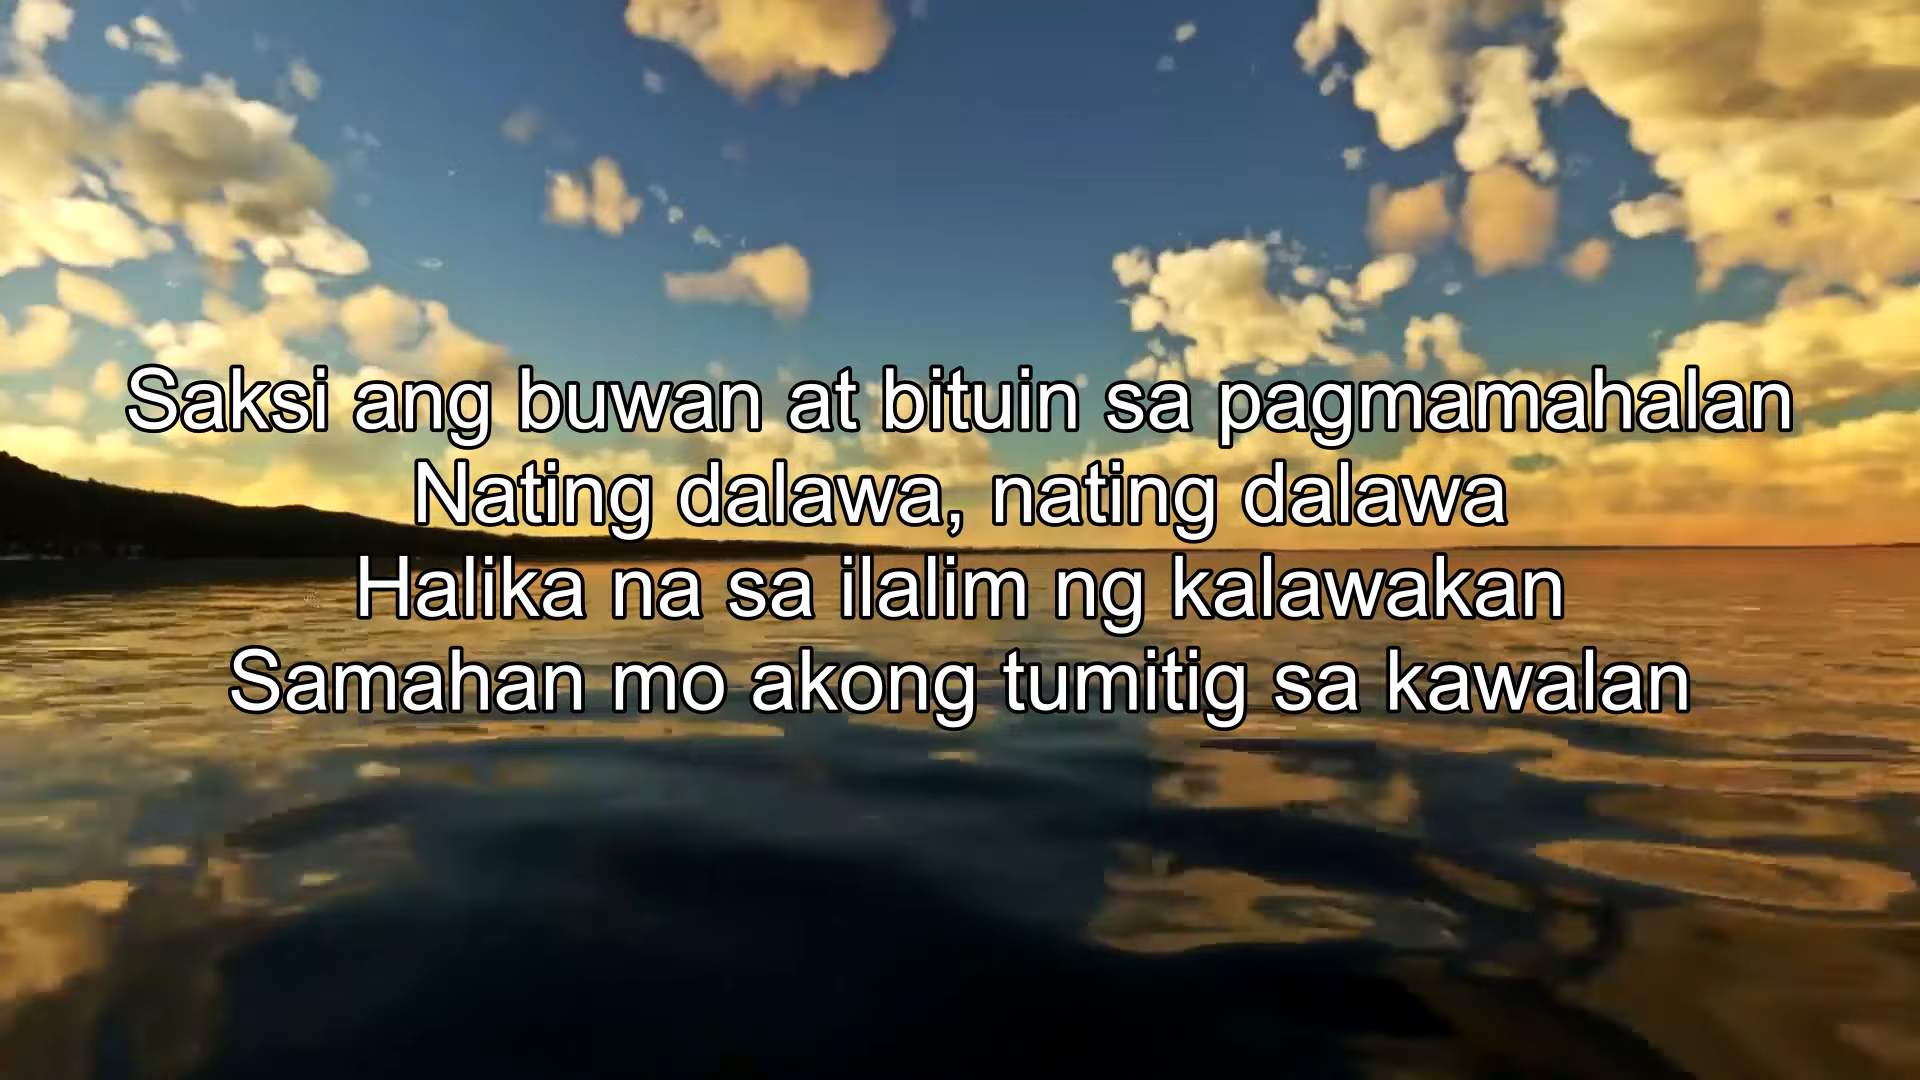 Saksi ang buwan at bituin sa pagmamahalan
Nating dalawa, nating dalawa
Halika na sa ilalim ng kalawakan
Samahan mo akong tumitig sa kawalan